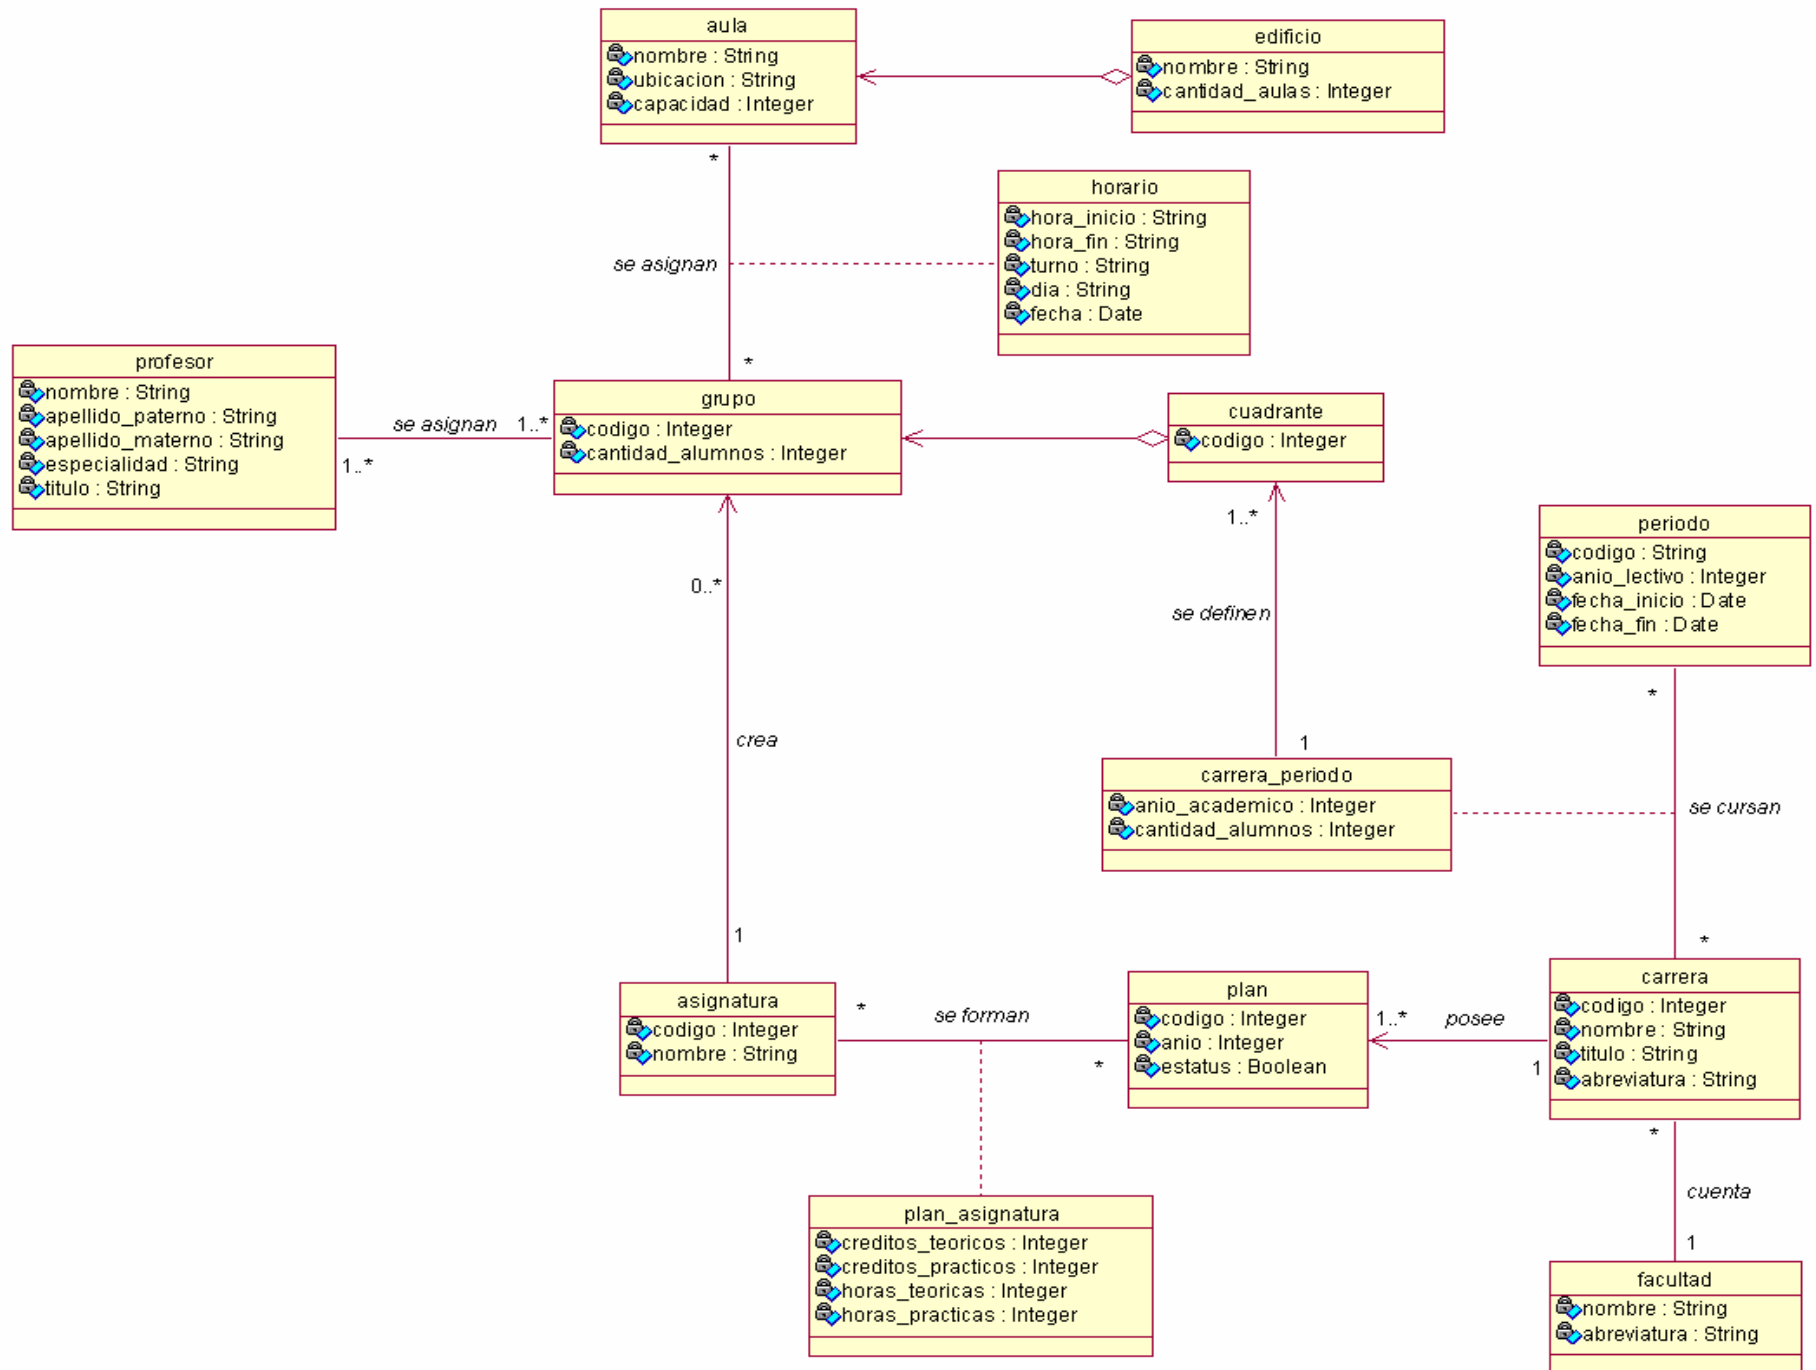 aula
nombre : String
ubicacion : String
capacidad : Integer
edificio
nombre : String
cantidad_aulas : Integer
*
horario
hora_inicio : String
hora_fin : String
turno : String
dia : String
fecha : Date
se asignan
*
profesor
nombre : String
apellido_paterno : String
apellido_materno : String
especialidad : String
titulo : String
se asignan
1..*
1..*
grupo
codigo : Integer
cantidad_alumnos : Integer
cuadrante
codigo : Integer
1..*
periodo
codigo : String
anio_lectivo : Integer
fecha_inicio : Date
fecha_fin : Date
0..*
se definen
*
crea
1
carrera_periodo
anio_academico : Integer
cantidad_alumnos : Integer
se cursan
1
*
asignatura
codigo : Integer
nombre : String
*
se forman
*
plan
codigo : Integer
anio : Integer
estatus : Boolean
1..*
posee
1
carrera
codigo : Integer
nombre : String
titulo : String
abreviatura : String
*
cuenta
1
plan_asignatura
creditos_teoricos : Integer
creditos_practicos : Integer
horas_teoricas : Integer
horas_practicas : Integer
facultad
nombre : String
abreviatura : String